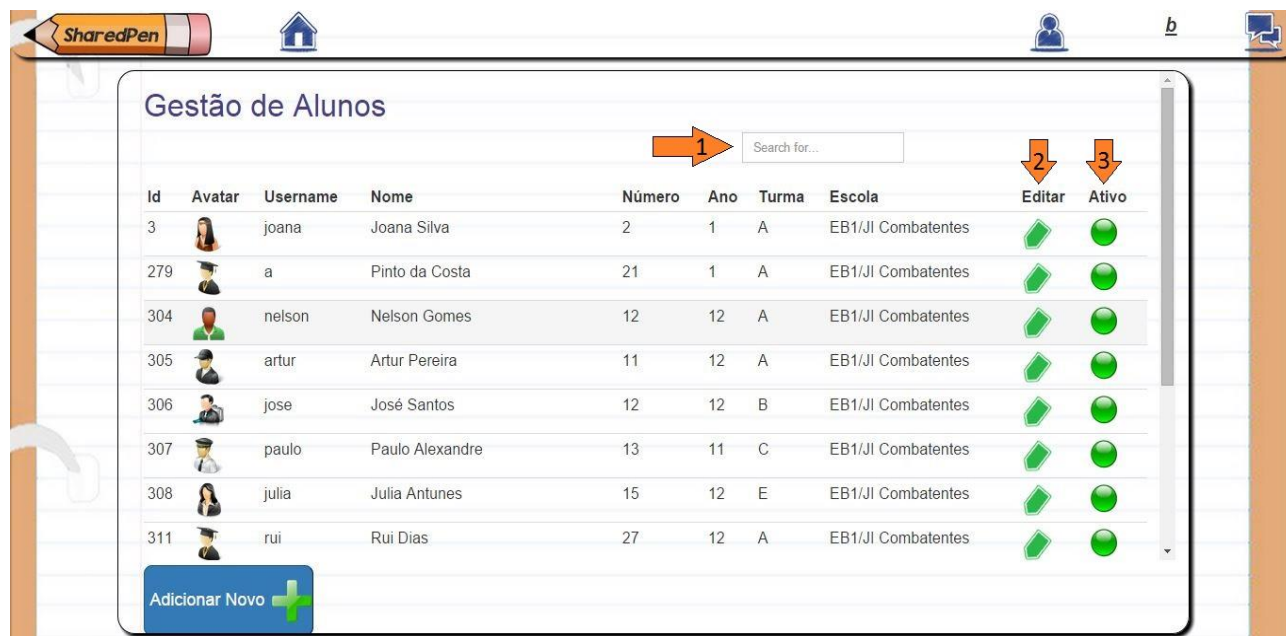 SharedPen b
Gestão de Alunos
1 Search for... 2 3
Id Avatar Username Nome Número Ano Turma Escola Editar Ativo
3 joana Joana Silva 2 1 A EB1/JI Combatentes
279 a Pinto da Costa 21 1 A EB1/JI Combatentes
304 nelson Nelson Gomes 12 12 A EB1/JI Combatentes
305 artur Artur Pereira 11 12 A EB1/JI Combatentes
306 jose José Santos 12 12 B EB1/JI Combatentes
307 paulo Paulo Alexandre 13 11 C EB1/JI Combatentes
308 julia Julia Antunes 15 12 E EB1/JI Combatentes
311 rui Rui Dias 27 12 A EB1/JI Combatentes
Adicionar Novo